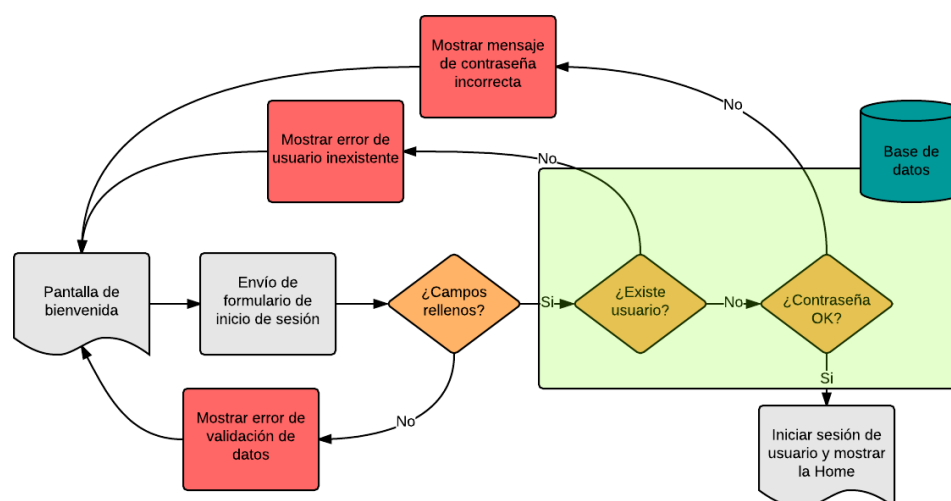 Mostrar mensaje
de contraseña
incorrecta
No
Mostrar error de
usuario inexistente
No
Base de
datos
Pantalla de
bienvenida
Envío de
formulario de
inicio de sesión
¿Campos
rellenos?
Si
¿Existe
usuario?
No
¿Contraseña
OK?
Si
Mostrar error de
validación de
datos
No
Iniciar sesión de
usuario y mostrar
la Home